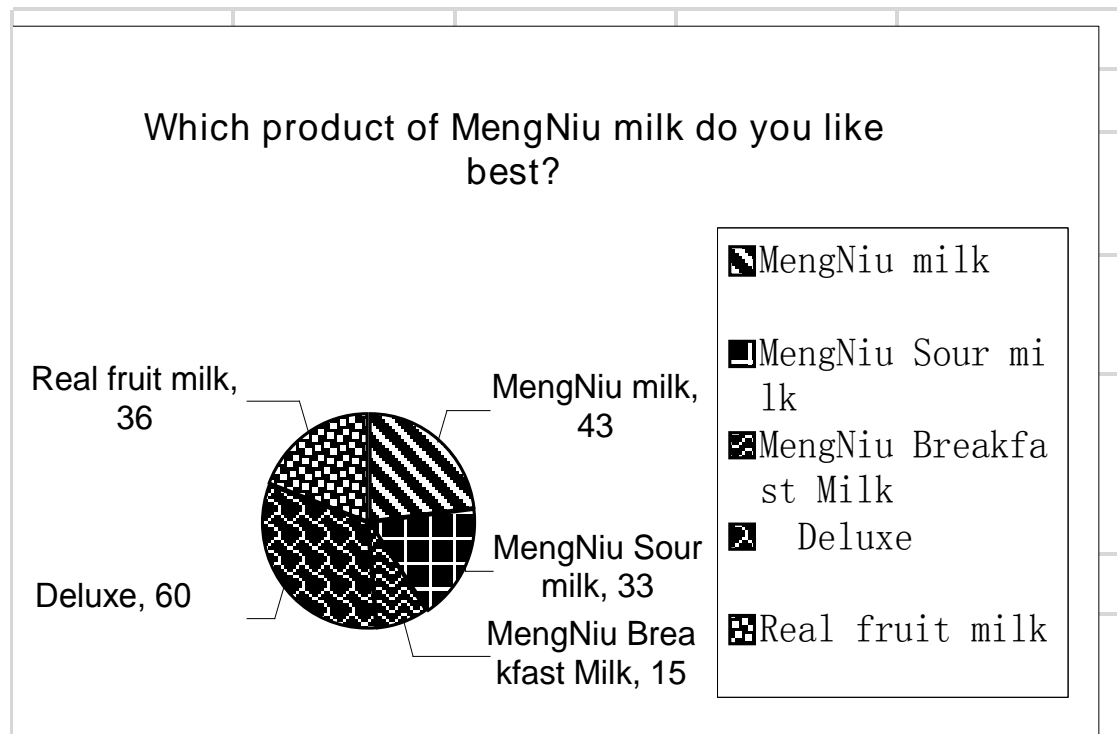 Which product of MengNiu milk do you like
best?
Real fruit milk,
36
MengNiu milk,
43
MengNiu Sour
milk, 33
Deluxe, 60
MengNiu Brea
kfast Milk, 15
MengNiu milk
MengNiu Sour mi
lk
MengNiu Breakfa
st Milk
Deluxe
Real fruit milk